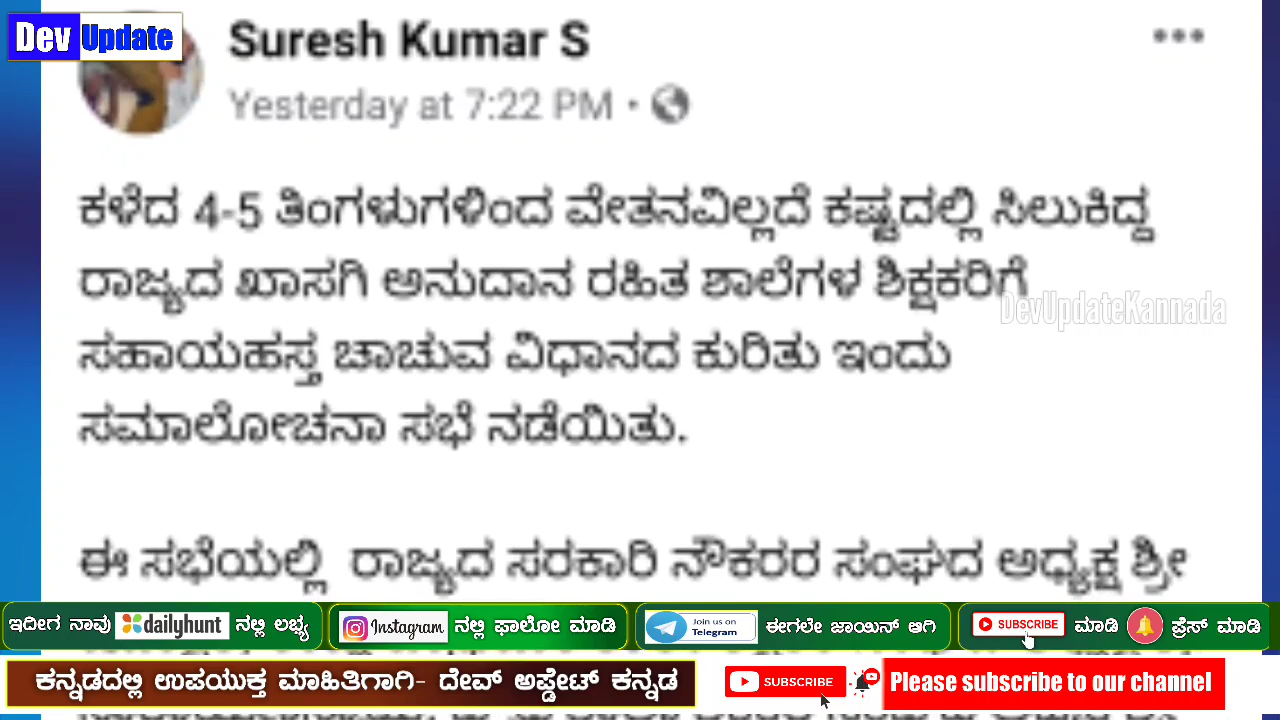 Dev Update
Suresh Kumar S
Yesterday at 7:22 PM ·
ಕಳೆದ 4-5 ತಿಂಗಳುಗಳಿಂದ ವೇತನವಿಲ್ಲದೆ ಕಷ್ಟದಲ್ಲಿ ಸಿಲುಕಿದ್ದ
ರಾಜ್ಯದ ಖಾಸಗಿ ಅನುದಾನ ರಹಿತ ಶಾಲೆಗಳ ಶಿಕ್ಷಕರಿಗೆ
DevUpdateKannada
ಸಹಾಯಹಸ್ತ ಚಾಚುವ ವಿಧಾನದ ಕುರಿತು ಇಂದು
ಸಮಾಲೋಚನಾ ಸಭೆ ನಡೆಯಿತು.
ಈ ಸಭೆಯಲ್ಲಿ ರಾಜ್ಯದ ಸರಕಾರಿ ನೌಕರರ ಸಂಘದ ಅಧ್ಯಕ್ಷ ಶ್ರೀ
ಇದೀಗ ನಾವು dailyhunt ನಲ್ಲಿ ಲಭ್ಯ
Instagram ನಲ್ಲಿ ಫಾಲೋ ಮಾಡಿ
Join us on Telegram ಈಗಲೇ ಜಾಯಿನ್ ಆಗಿ
SUBSCRIBE ಮಾಡಿ ಪ್ರೆಸ್ ಮಾಡಿ
ಕನ್ನಡದಲ್ಲಿ ಉಪಯುಕ್ತ ಮಾಹಿತಿಗಾಗಿ- ದೇವ್ ಅಪ್ಡೇಟ್ ಕನ್ನಡ
SUBSCRIBE
Please subscribe to our channel